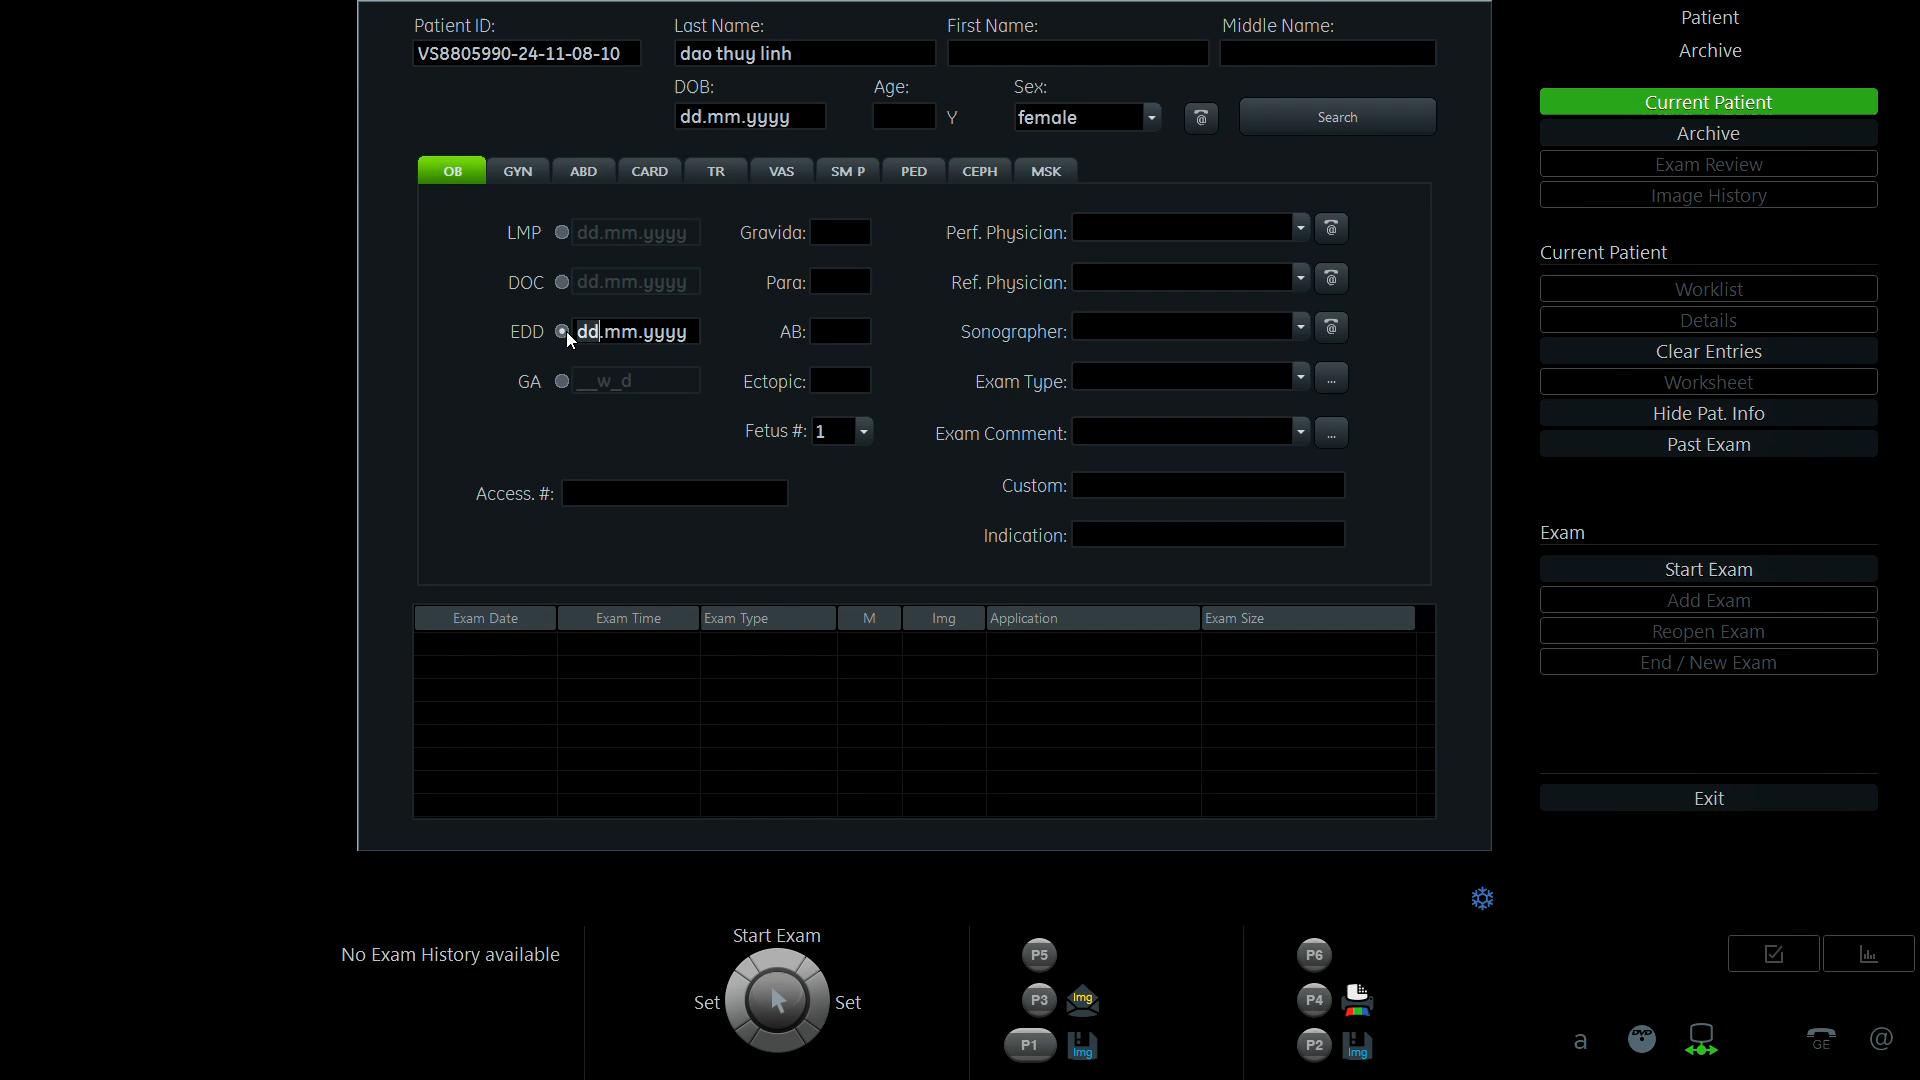 Patient ID: Last Name: First Name: Middle Name:
VS8805990-24-11-08-10 dao thuy linh
DOB: Age: Sex:
dd.mm.yyyy Y female @ Search
OB GYN ABD CARD TR VAS SM P PED CEPH MSK
LMP dd.mm.yyyy Gravida: Perf. Physician: @
DOC dd.mm.yyyy Para: Ref. Physician: @
EDD dd.mm.yyyy AB: Sonographer: @
GA __w_d Ectopic: Exam Type: ...
Fetus #: 1 Exam Comment: ...
Access. #: Custom:
Indication:
Exam Date Exam Time Exam Type M Img Application Exam Size
Patient
Archive
Current Patient
Archive
Exam Review
Image History
Current Patient
Worklist
Details
Clear Entries
Worksheet
Hide Pat. Info
Past Exam
Exam
Start Exam
Add Exam
Reopen Exam
End / New Exam
Exit
No Exam History available
Start Exam
Set Set
P5 P6
P3 Img P4
P1 Img P2 Img
a DVD GE @